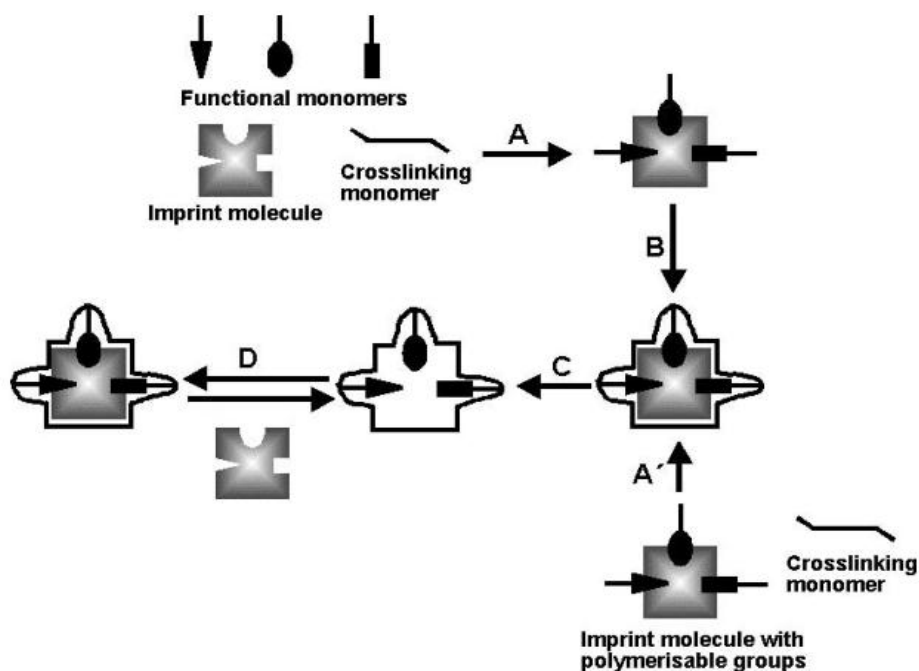 Functional monomers
Imprint molecule
Crosslinking
monomer
A
B
D
C
A´
Crosslinking
monomer
Imprint molecule with
polymerisable groups